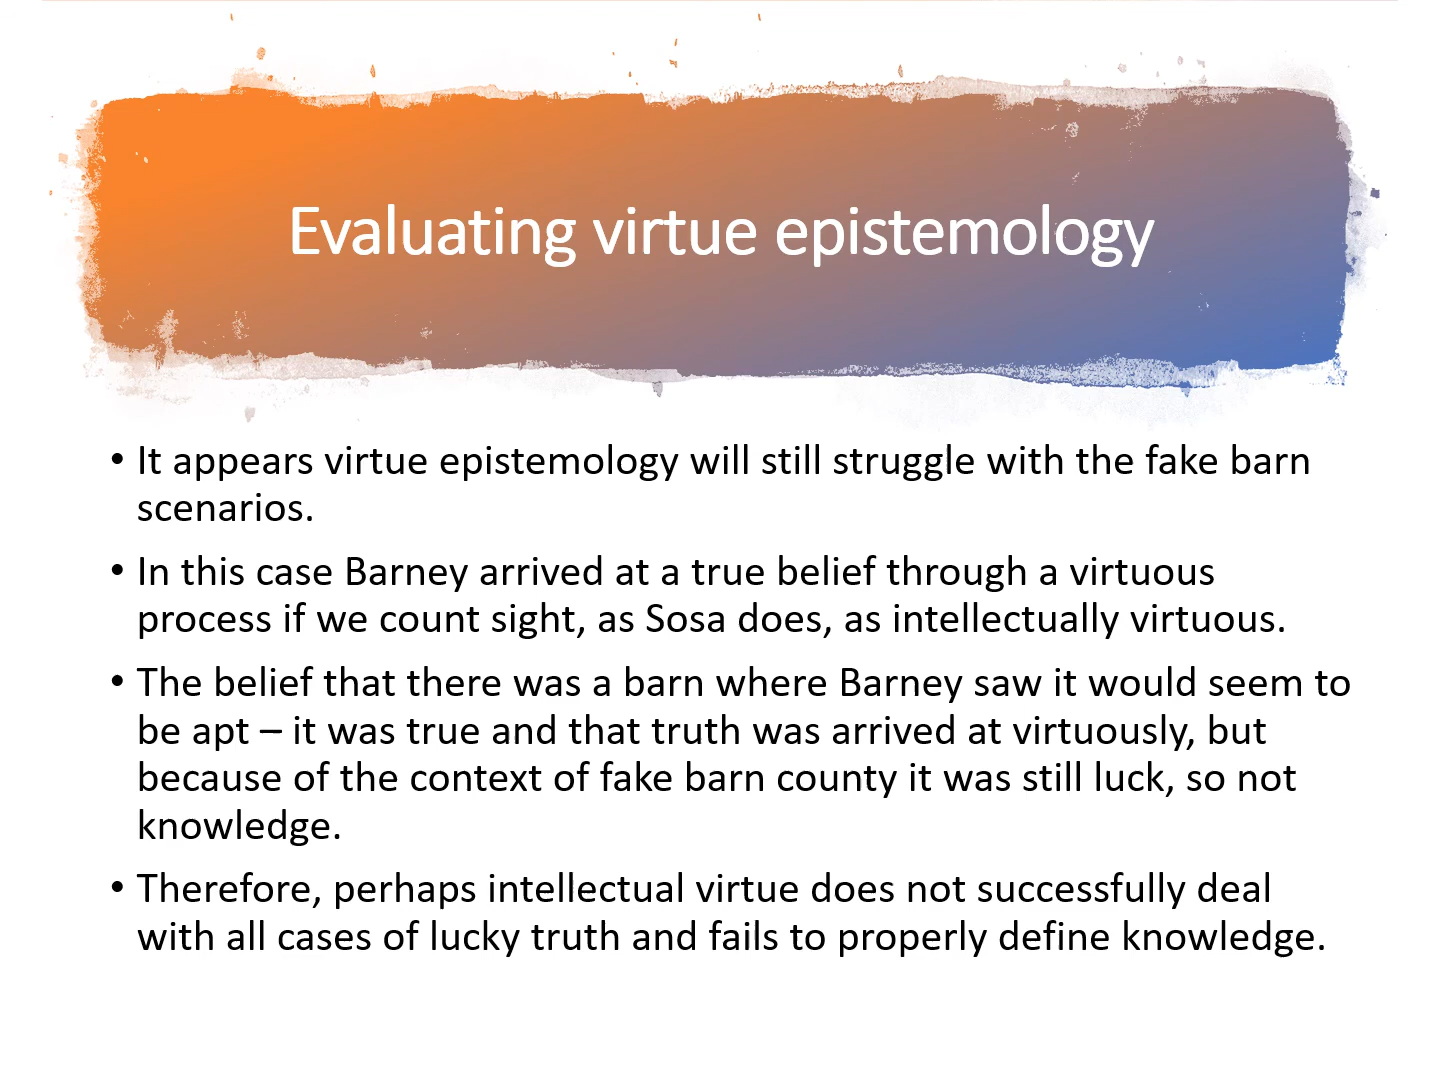 Evaluating virtue epistemology
• It appears virtue epistemology will still struggle with the fake barn
scenarios.
• In this case Barney arrived at a true belief through a virtuous
process if we count sight, as Sosa does, as intellectually virtuous.
• The belief that there was a barn where Barney saw it would seem to
be apt – it was true and that truth was arrived at virtuously, but
because of the context of fake barn county it was still luck, so not
knowledge.
• Therefore, perhaps intellectual virtue does not successfully deal
with all cases of lucky truth and fails to properly define knowledge.